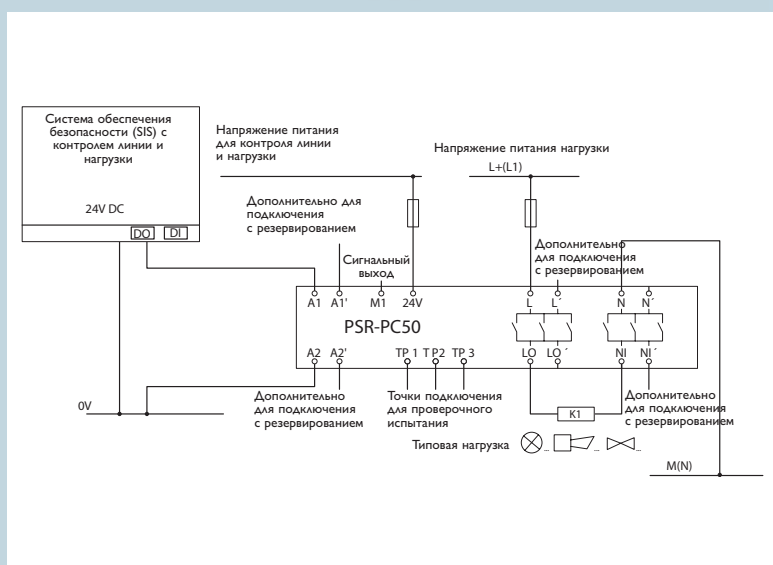 Система обеспечения
безопасности (SIS) с
контролем линии и
нагрузки
24V DC
DO DI
Напряжение питания
для контроля линии
и нагрузки
Напряжение питания нагрузки
L+(L1)
Дополнительно для
подключения
с резервированием
Сигнальный
выход
Дополнительно
для подключения
с резервированием
A1 A1' M1 24V L L´ N N´
PSR-PC50
A2 A2' TP 1 T P2 TP 3 LO LO´ NI NI´
0V
Дополнительно
для подключения
с резервированием
Точки подключения
для проверочного
испытания
K1
Дополнительно
для подключения
с резервированием
Типовая нагрузка ... ... ...
M(N)